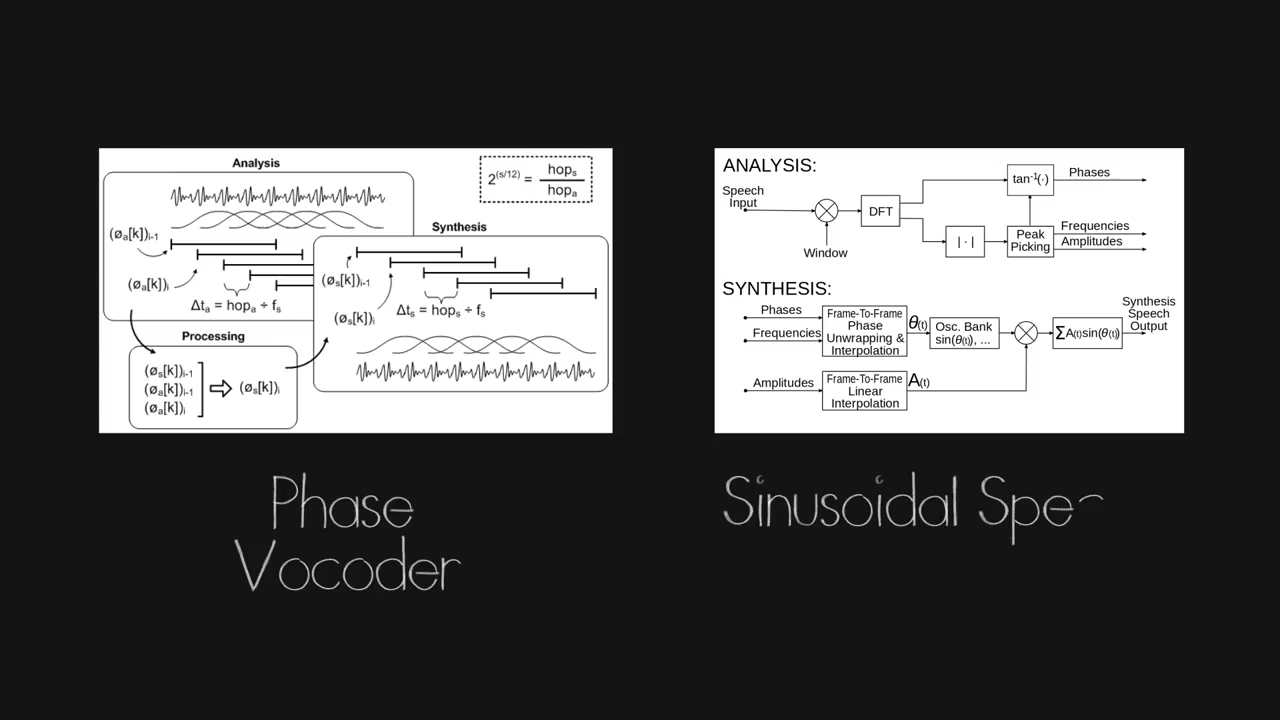 Analysis
2(s/12) = hops / hopa
(øa[k])i-1
(øa[k])i
Δta = hopa ÷ fs
Synthesis
(øs[k])i-1
(øs[k])i
Δts = hops ÷ fs
Processing
(øs[k])i-1
(øa[k])i-1
(øa[k])i
(øs[k])i
Phase
Vocoder
ANALYSIS:
Speech
Input
Window
DFT
tan-1(·)
Phases
| · |
Peak
Picking
Frequencies
Amplitudes
SYNTHESIS:
Phases
Frequencies
Frame-To-Frame
Phase
Unwrapping &
Interpolation
θ(t)
Osc. Bank
sin(θ(t)), ...
ΣA(t)sin(θ(t))
Synthesis
Speech
Output
Amplitudes
Frame-To-Frame
Linear
Interpolation
A(t)
Sinusoidal Spe